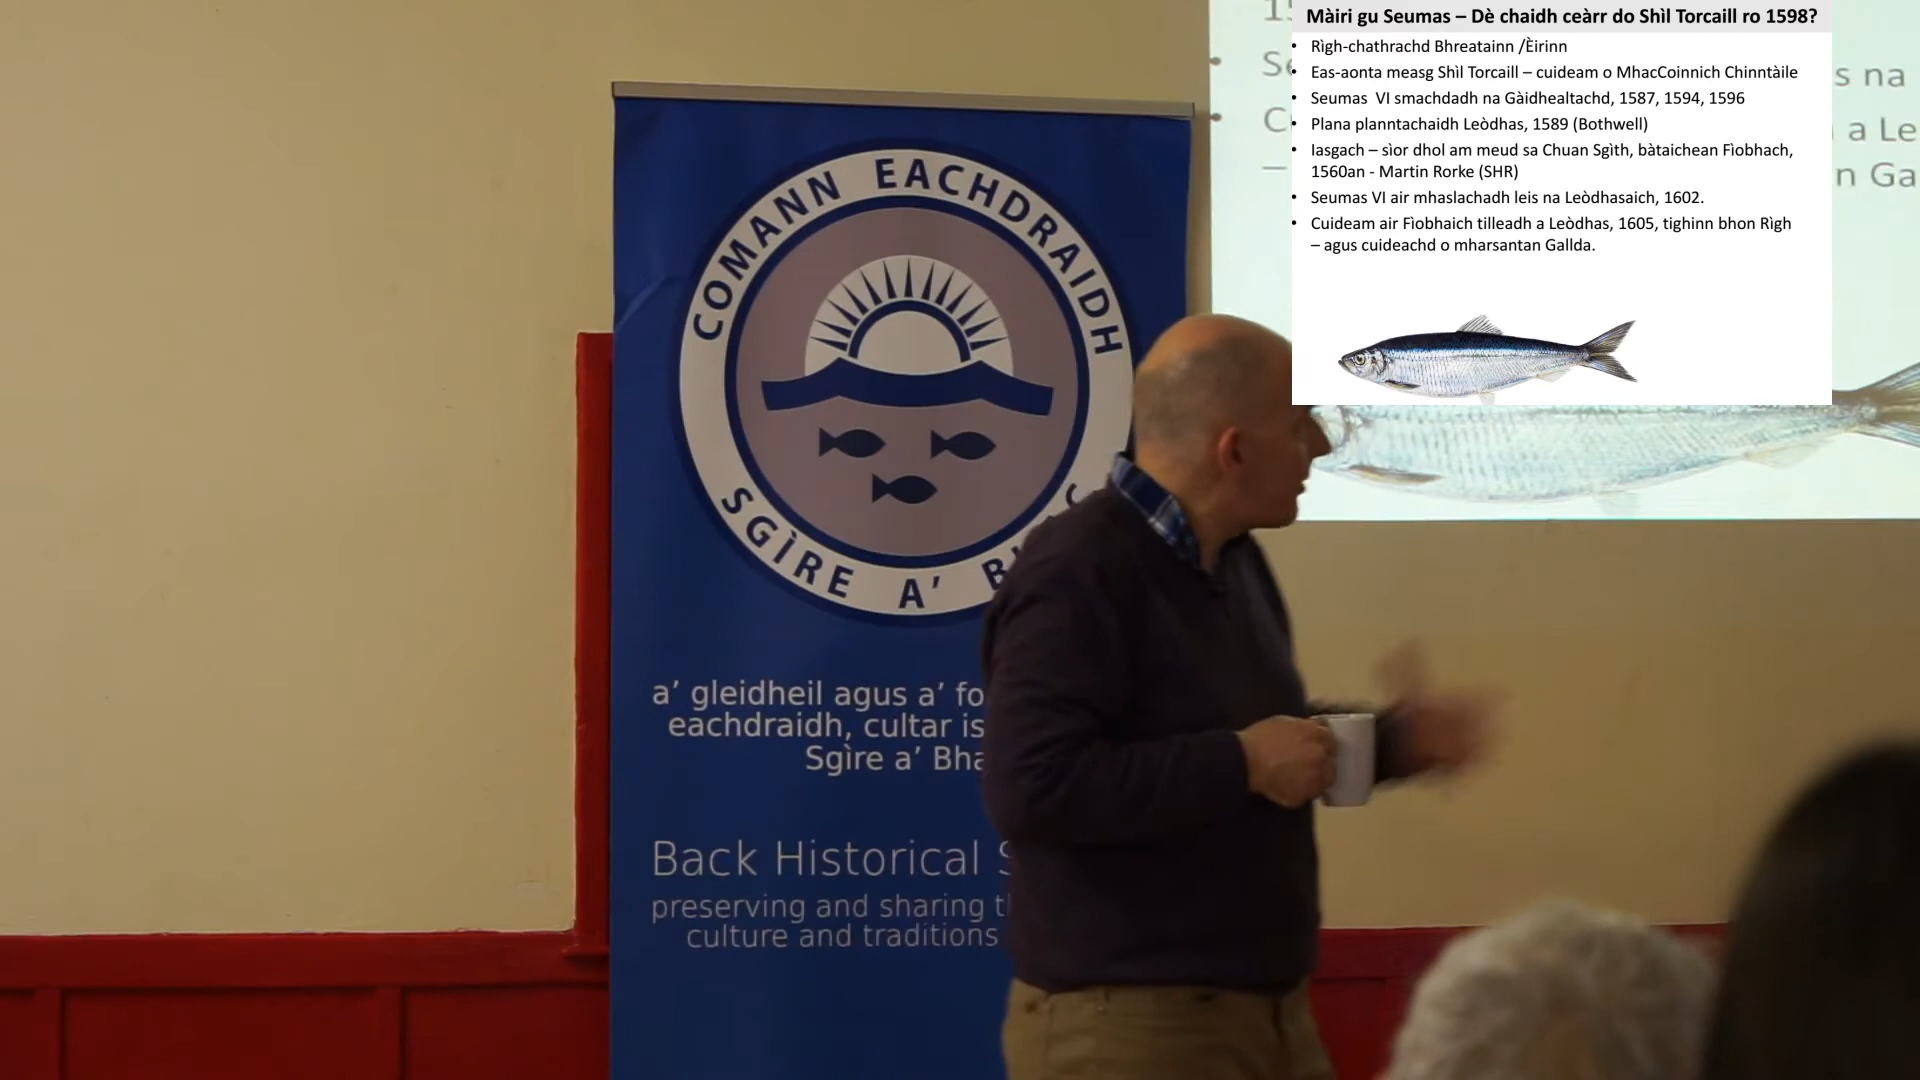 Màiri gu Seumas – Dè chaidh ceàrr do Shìl Torcaill ro 1598?
• Rìgh-chathrachd Bhreatainn /Èirinn
• Eas-aonta measg Shìl Torcaill – cuideam o MhacCoinnich Chinntàile
• Seumas VI smachdadh na Gàidhealtachd, 1587, 1594, 1596
• Plana planntachaidh Leòdhas, 1589 (Bothwell)
• Iasgach – sìor dhol am meud sa Chuan Sgìth, bàtaichean Fìobhach,
1560an - Martin Rorke (SHR)
• Seumas VI air mhaslachadh leis na Leòdhasaich, 1602.
• Cuideam air Fìobhaich tilleadh a Leòdhas, 1605, tighinn bhon Rìgh
– agus cuideachd o mharsantan Gallda.
s na
a Le
n Ga
COMANN EACHDRAIDH
SGÌRE A'
a' gleidheil agus a'
eachdraidh, cultar is
Sgìre a'
Back Historical
preserving and sharing
culture and traditions